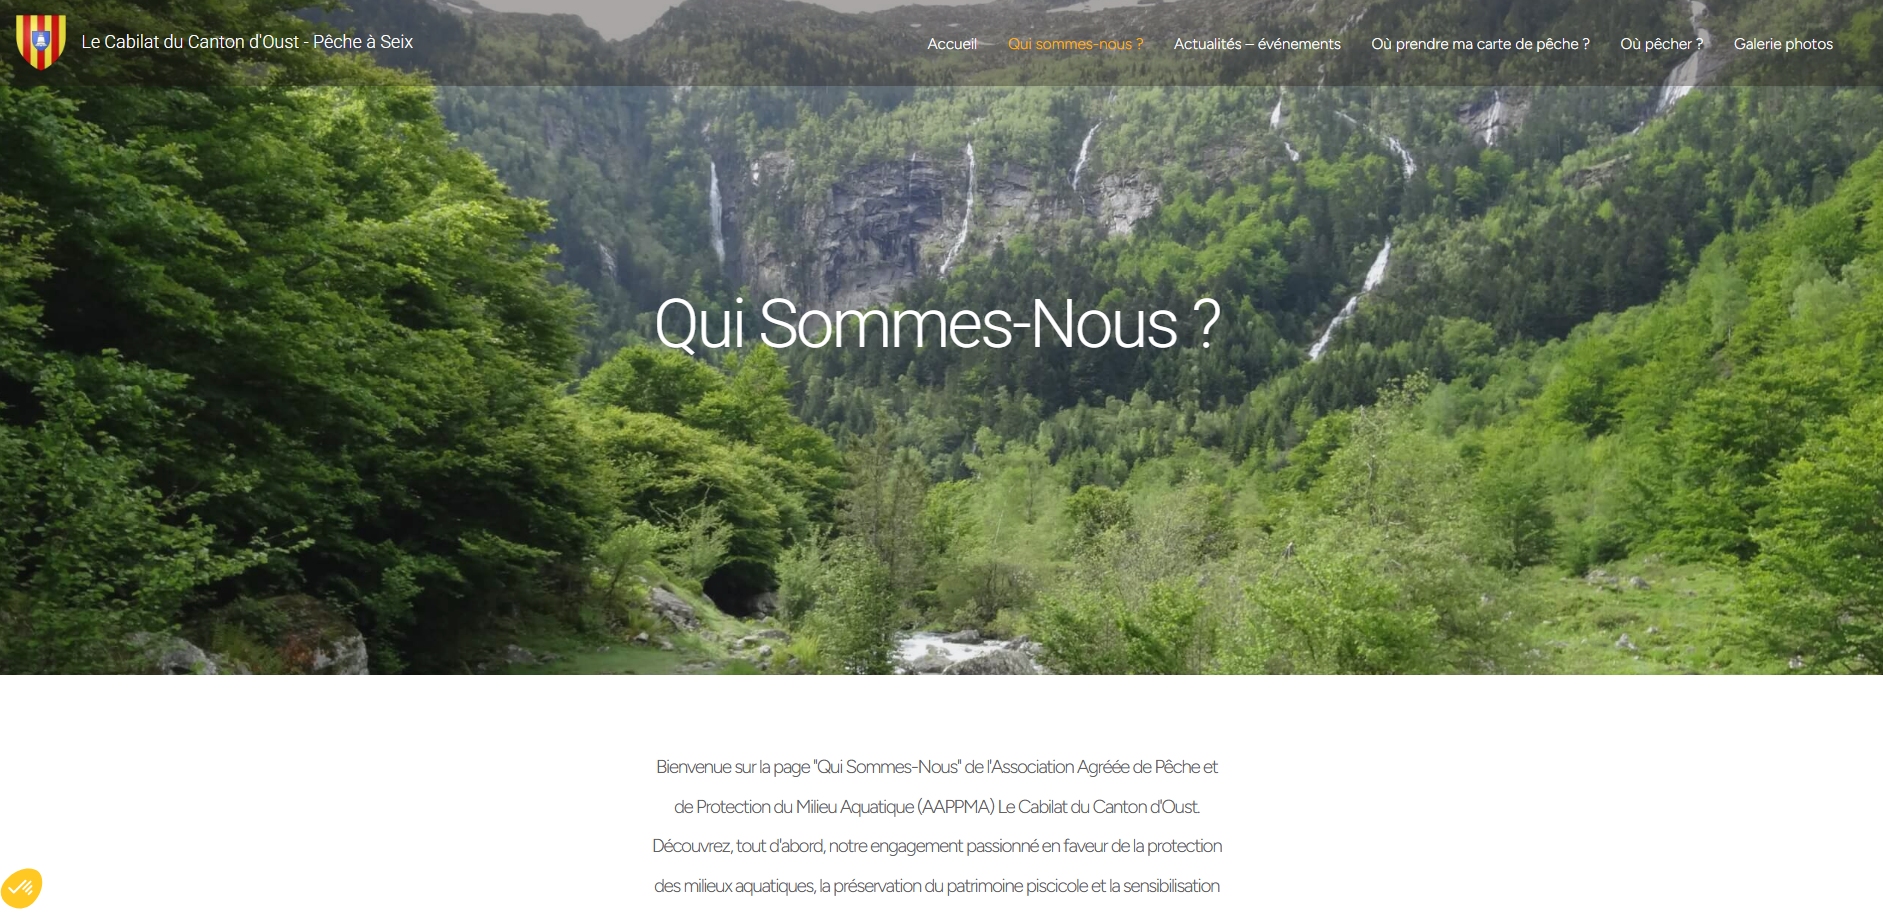 Le Cabilat du Canton d'Oust - Pêche à Seix
Accueil
Qui sommes-nous ?
Actualités – événements
Où prendre ma carte de pêche ?
Où pêcher ?
Galerie photos
Qui Sommes-Nous ?
Bienvenue sur la page "Qui Sommes-Nous" de l'Association Agréée de Pêche et
de Protection du Milieu Aquatique (AAPPMA) Le Cabilat du Canton d'Oust.
Découvrez, tout d'abord, notre engagement passionné en faveur de la protection
des milieux aquatiques, la préservation du patrimoine piscicole et la sensibilisation